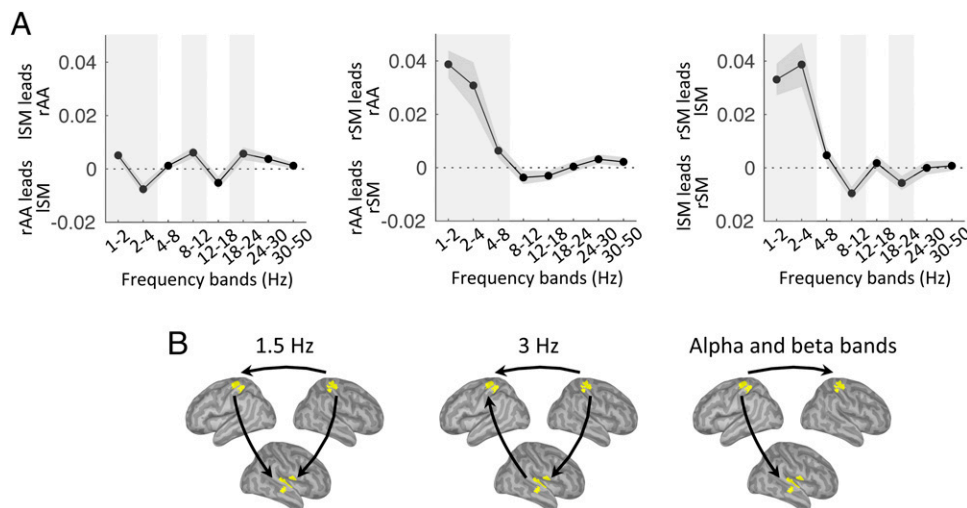 A
lSM leads
rAA
rAA leads
lSM
0.04
0.02
0
-0.02
1-2
2-4
4-8
8-12
12-18
18-24
24-30
30-50
Frequency bands (Hz)
rSM leads
rAA
rAA leads
rSM
0.04
0.02
0
-0.02
1-2
2-4
4-8
8-12
12-18
18-24
24-30
30-50
Frequency bands (Hz)
rSM leads
lSM
lSM leads
rSM
0.04
0.02
0
0.02
1-2
2-4
4-8
8-12
12-18
18-24
24-30
30-50
Frequency bands (Hz)
B
1.5 Hz
3 Hz
Alpha and beta bands